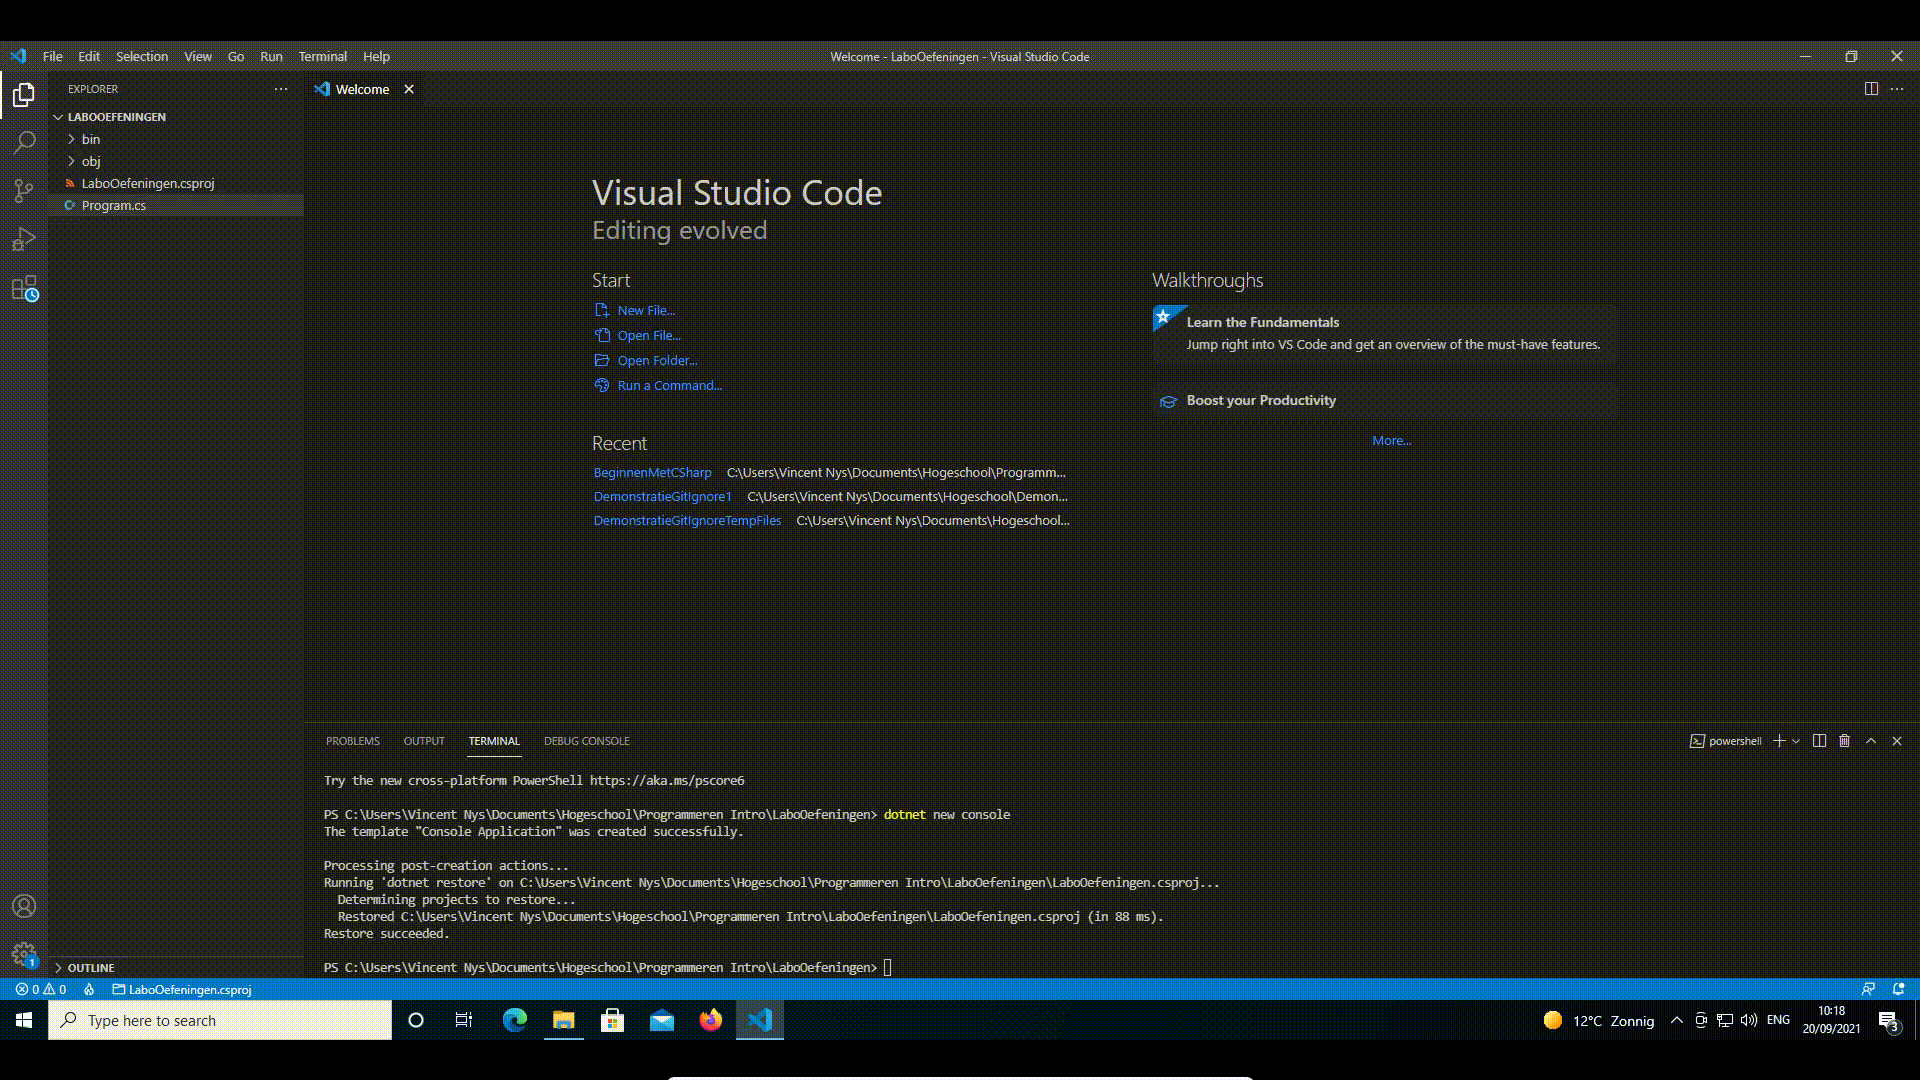 File Edit Selection View Go Run Terminal Help
Welcome - LaboOefeningen - Visual Studio Code
EXPLORER
Welcome
LABOOEFENINGEN
bin
obj
LaboOefeningen.csproj
Program.cs
Visual Studio Code
Editing evolved
Start
New File...
Open File...
Open Folder...
Run a Command...
Recent
BeginnenMetCSharp C:\Users\Vincent Nys\Documents\Hogeschool\Programm...
DemonstratieGitIgnore1 C:\Users\Vincent Nys\Documents\Hogeschool\Demon...
DemonstratieGitIgnoreTempFiles C:\Users\Vincent Nys\Documents\Hogeschool...
Walkthroughs
Learn the Fundamentals
Jump right into VS Code and get an overview of the must-have features.
Boost your Productivity
More...
PROBLEMS OUTPUT TERMINAL DEBUG CONSOLE
powershell
Try the new cross-platform PowerShell https://aka.ms/pscore6
PS C:\Users\Vincent Nys\Documents\Hogeschool\Programmeren Intro\LaboOefeningen> dotnet new console
The template "Console Application" was created successfully.
Processing post-creation actions...
Running 'dotnet restore' on C:\Users\Vincent Nys\Documents\Hogeschool\Programmeren Intro\LaboOefeningen\LaboOefeningen.csproj...
Determining projects to restore...
Restored C:\Users\Vincent Nys\Documents\Hogeschool\Programmeren Intro\LaboOefeningen\LaboOefeningen.csproj (in 88 ms).
Restore succeeded.
PS C:\Users\Vincent Nys\Documents\Hogeschool\Programmeren Intro\LaboOefeningen>
OUTLINE
1
0 0 LaboOefeningen.csproj
Type here to search
12°C Zonnig
ENG
10:18
20/09/2021
3